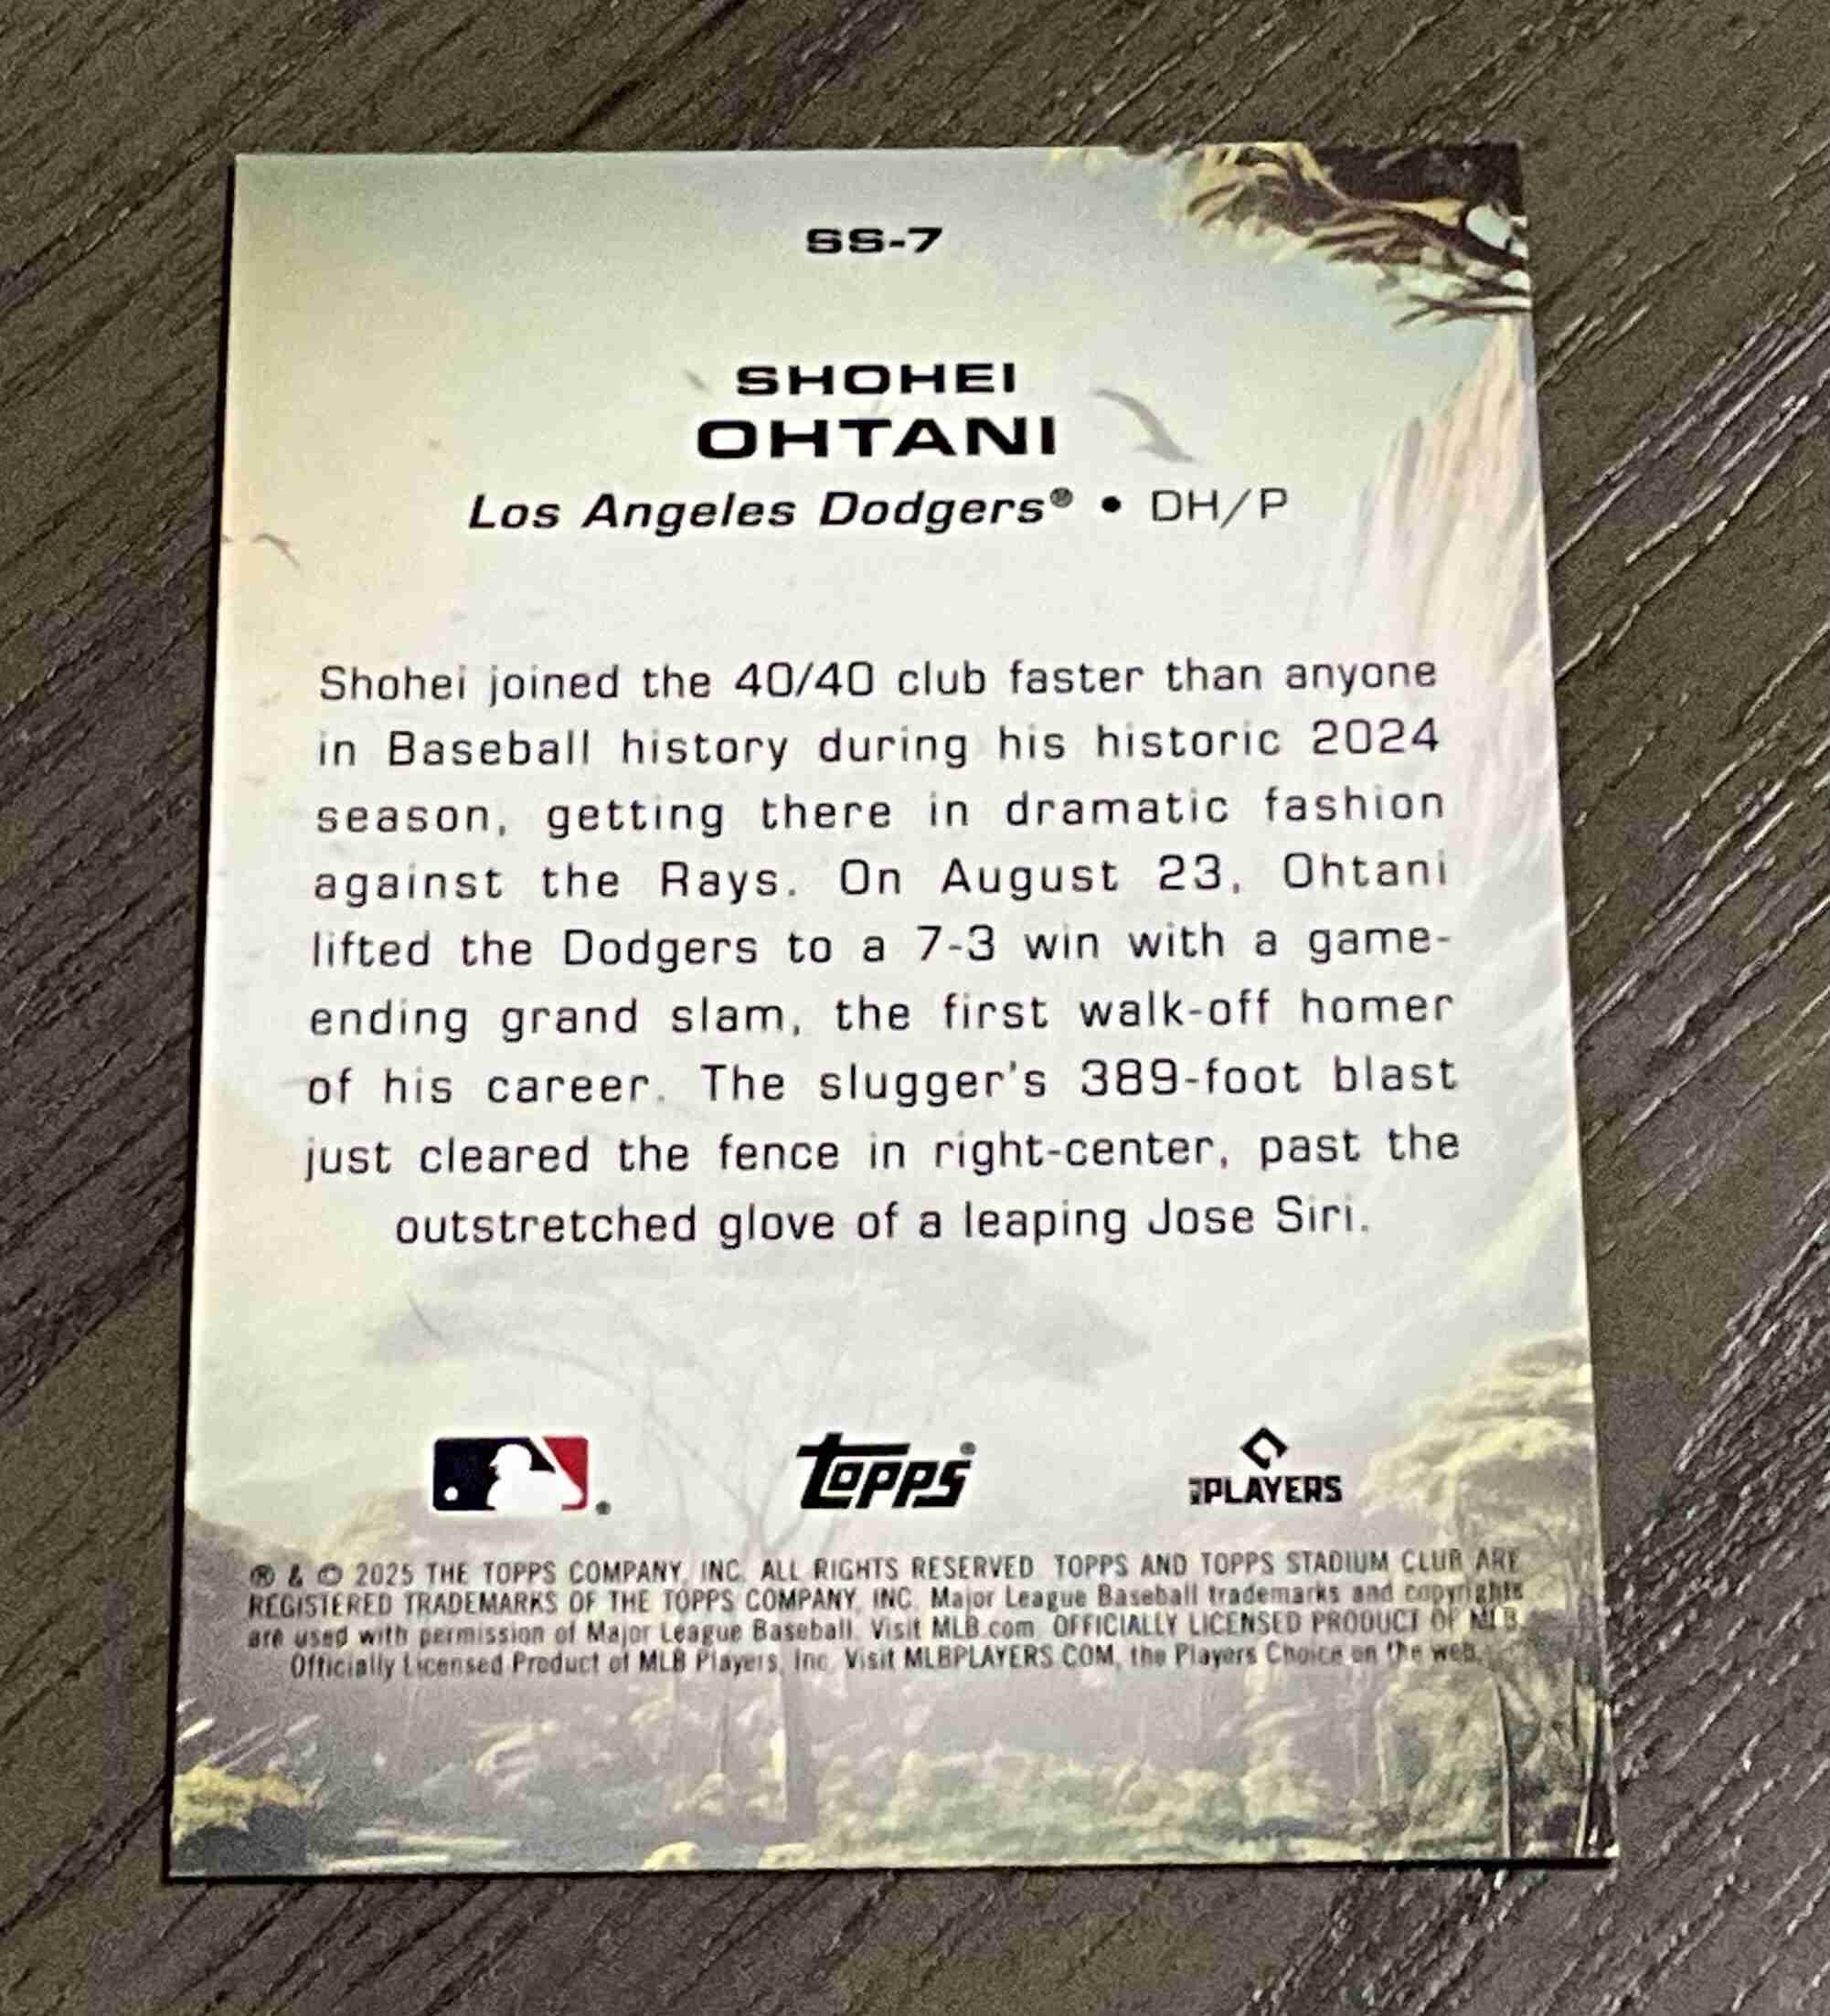 SS-7
SHOHEI
OHTANI
Los Angeles Dodgers® • DH/P
Shohei joined the 40/40 club faster than anyone
in Baseball history during his historic 2024
season, getting there in dramatic fashion
against the Rays. On August 23, Ohtani
lifted the Dodgers to a 7-3 win with a game-
ending grand slam, the first walk-off homer
of his career. The slugger's 389-foot blast
just cleared the fence in right-center, past the
outstretched glove of a leaping Jose Siri.
® topps® PLAYERS
® & © 2025 THE TOPPS COMPANY, INC. ALL RIGHTS RESERVED. TOPPS AND TOPPS STADIUM CLUB ARE
REGISTERED TRADEMARKS OF THE TOPPS COMPANY, INC. Major League Baseball trademarks and copyrights
are used with permission of Major League Baseball. Visit MLB.com. OFFICIALLY LICENSED PRODUCT OF MLB
Officially Licensed Product of MLB Players, Inc. Visit MLBPLAYERS.COM, the Players Choice on the web.